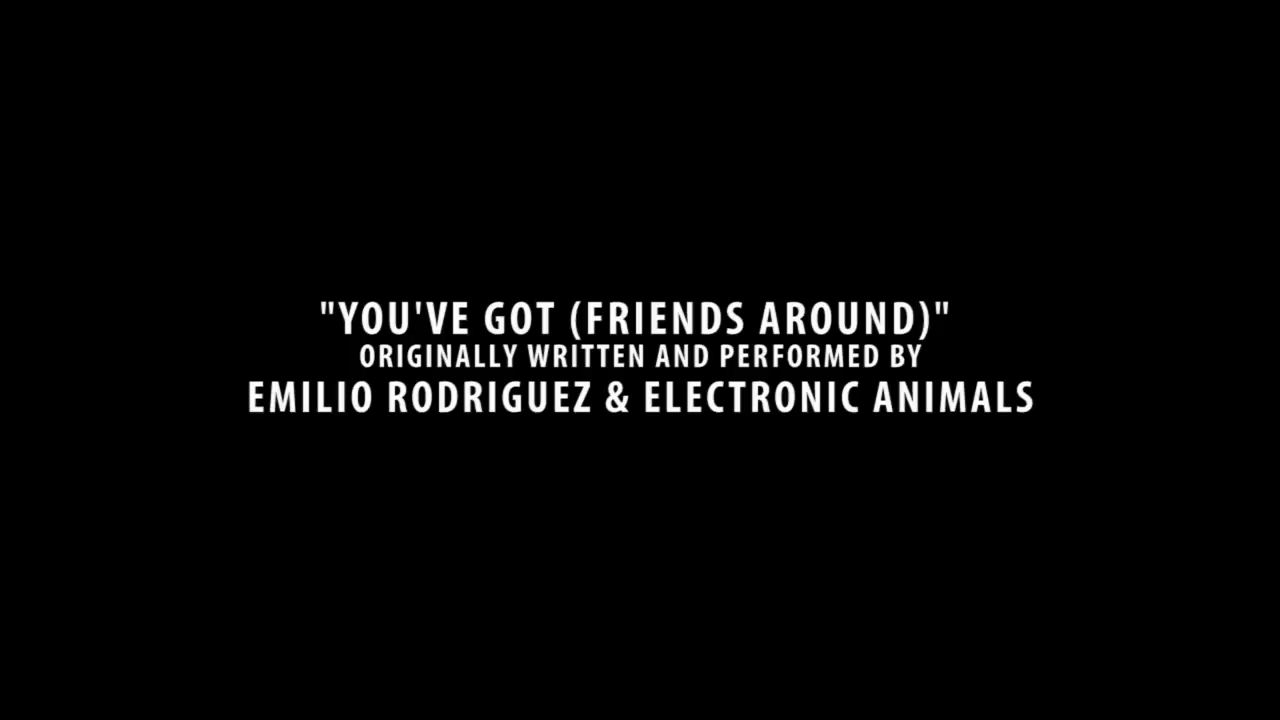 "YOU'VE GOT (FRIENDS AROUND)"
ORIGINALLY WRITTEN AND PERFORMED BY
EMILIO RODRIGUEZ & ELECTRONIC ANIMALS